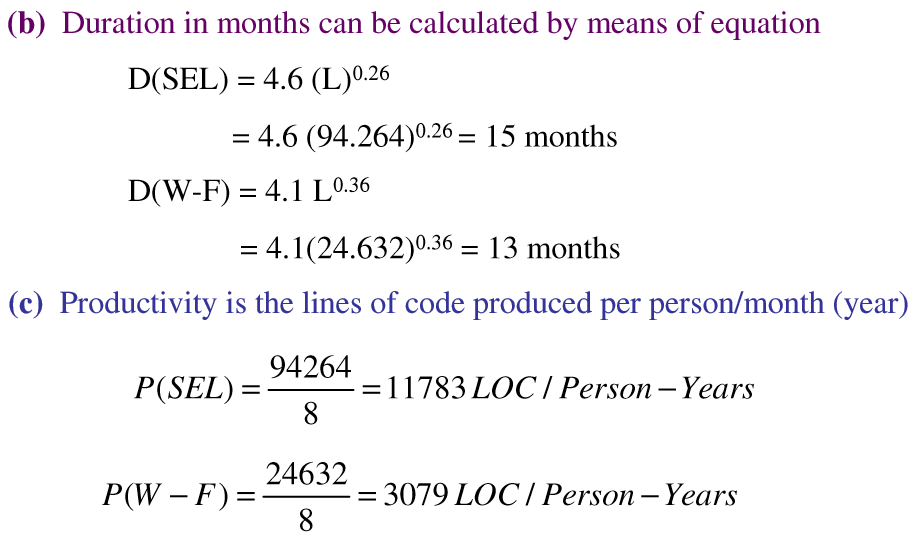 (b) Duration in months can be calculated by means of equation
D(SEL) = 4.6 (L)^0.26
= 4.6 (94.264)^0.26 = 15 months
D(W-F) = 4.1 L^0.36
= 4.1(24.632)^0.36 = 13 months
(c) Productivity is the lines of code produced per person/month (year)
P(SEL) = 94264/8 = 11783 LOC / Person – Years
P(W – F) = 24632/8 = 3079 LOC / Person – Years